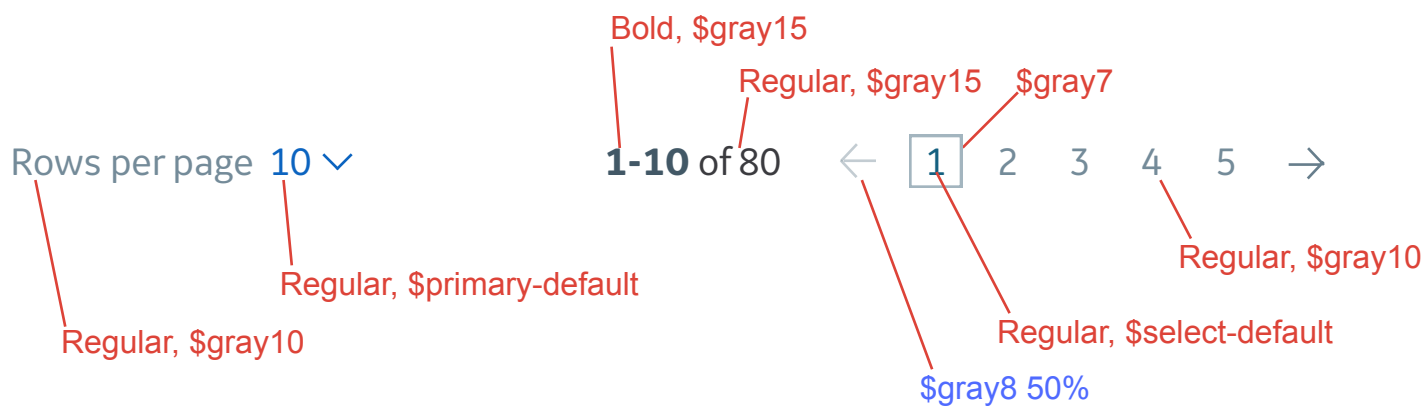 Bold, $gray15
Regular, $gray15 $gray7
Rows per page 10 1-10 of 80 1 2 3 4 5
Regular, $gray10
Regular, $primary-default
Regular, $gray10
Regular, $select-default
$gray8 50%